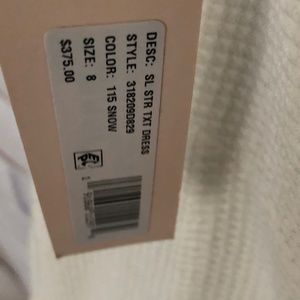 DESC: SL STR TXT DRESS
STYLE: 318209D829
COLOR: 115 SNOW
SIZE: 8
$375.00